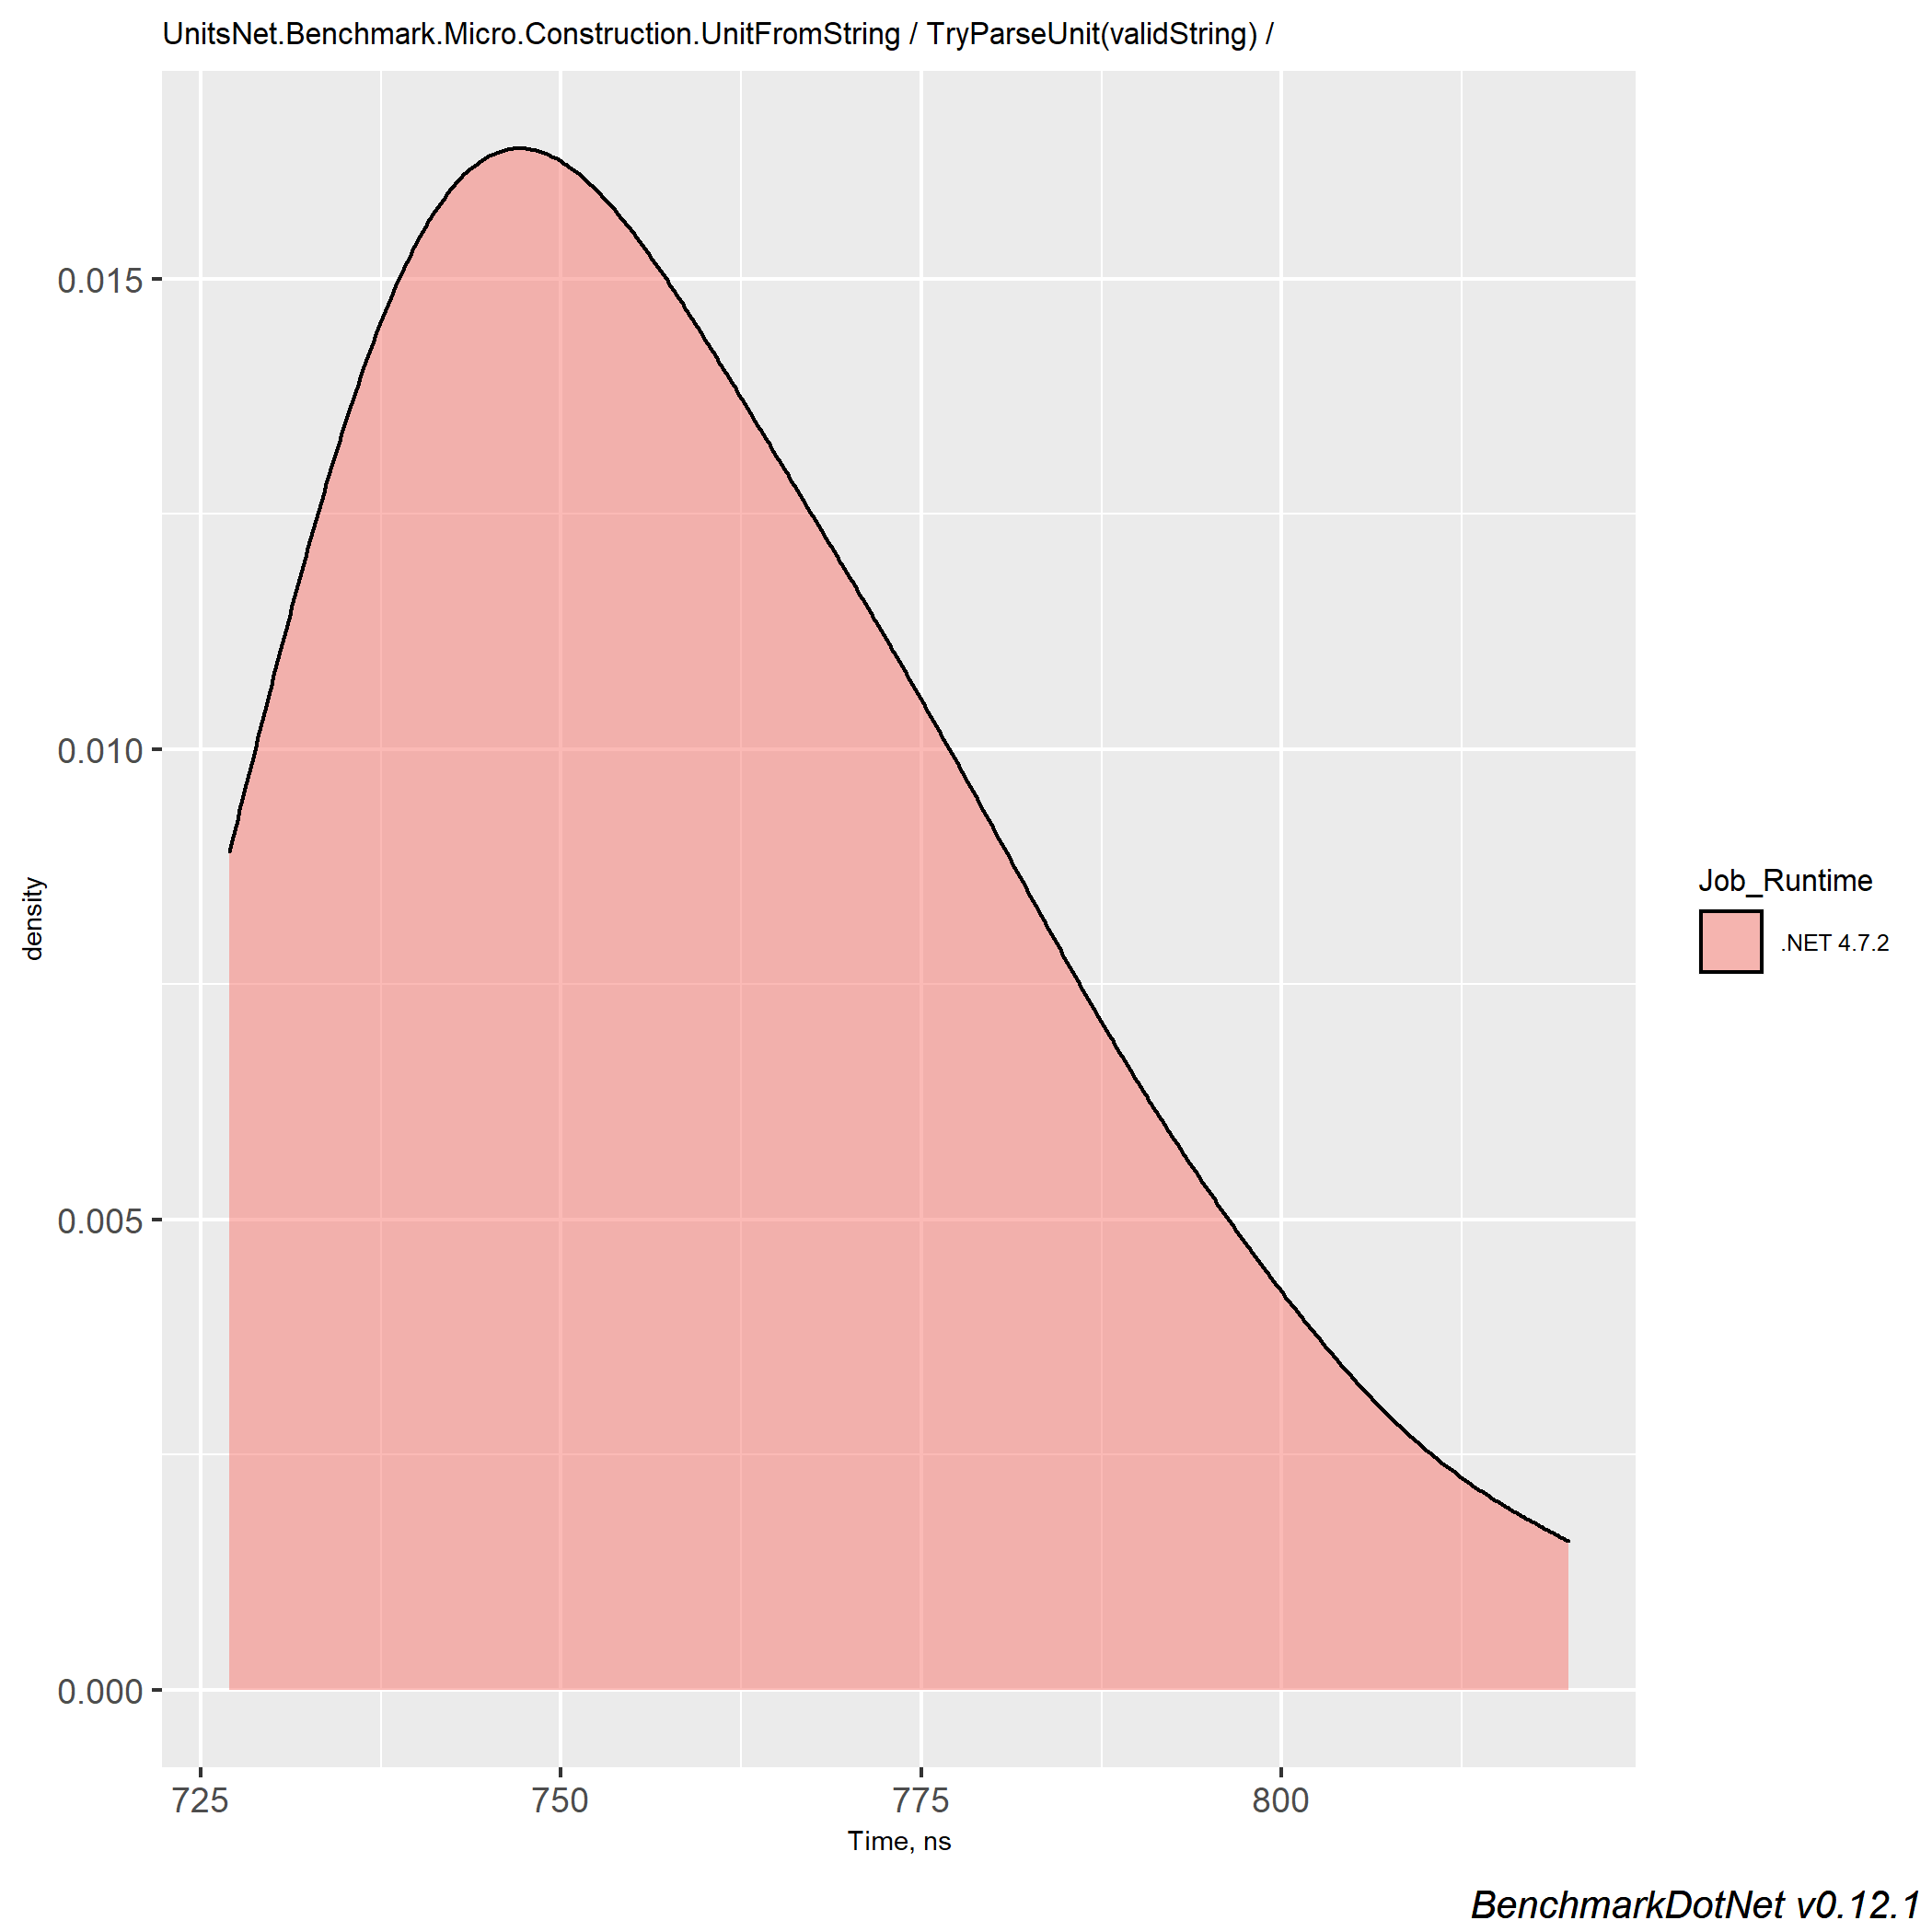 UnitsNet.Benchmark.Micro.Construction.UnitFromString / TryParseUnit(validString) /
0.015
0.010
0.005
0.000
density
725 750 775 800
Time, ns
Job_Runtime
.NET 4.7.2
BenchmarkDotNet v0.12.1